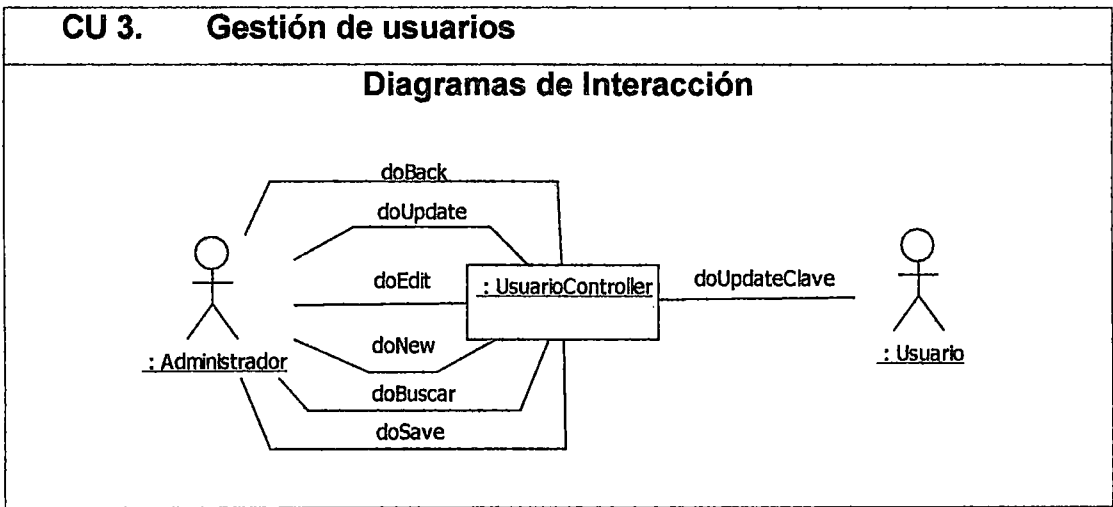 CU 3. Gestión de usuarios
Diagramas de Interacción
doBack
doUpdate
doEdit
: UsuarioController
doUpdateClave
doNew
: Administrador
: Usuario
doBuscar
doSave